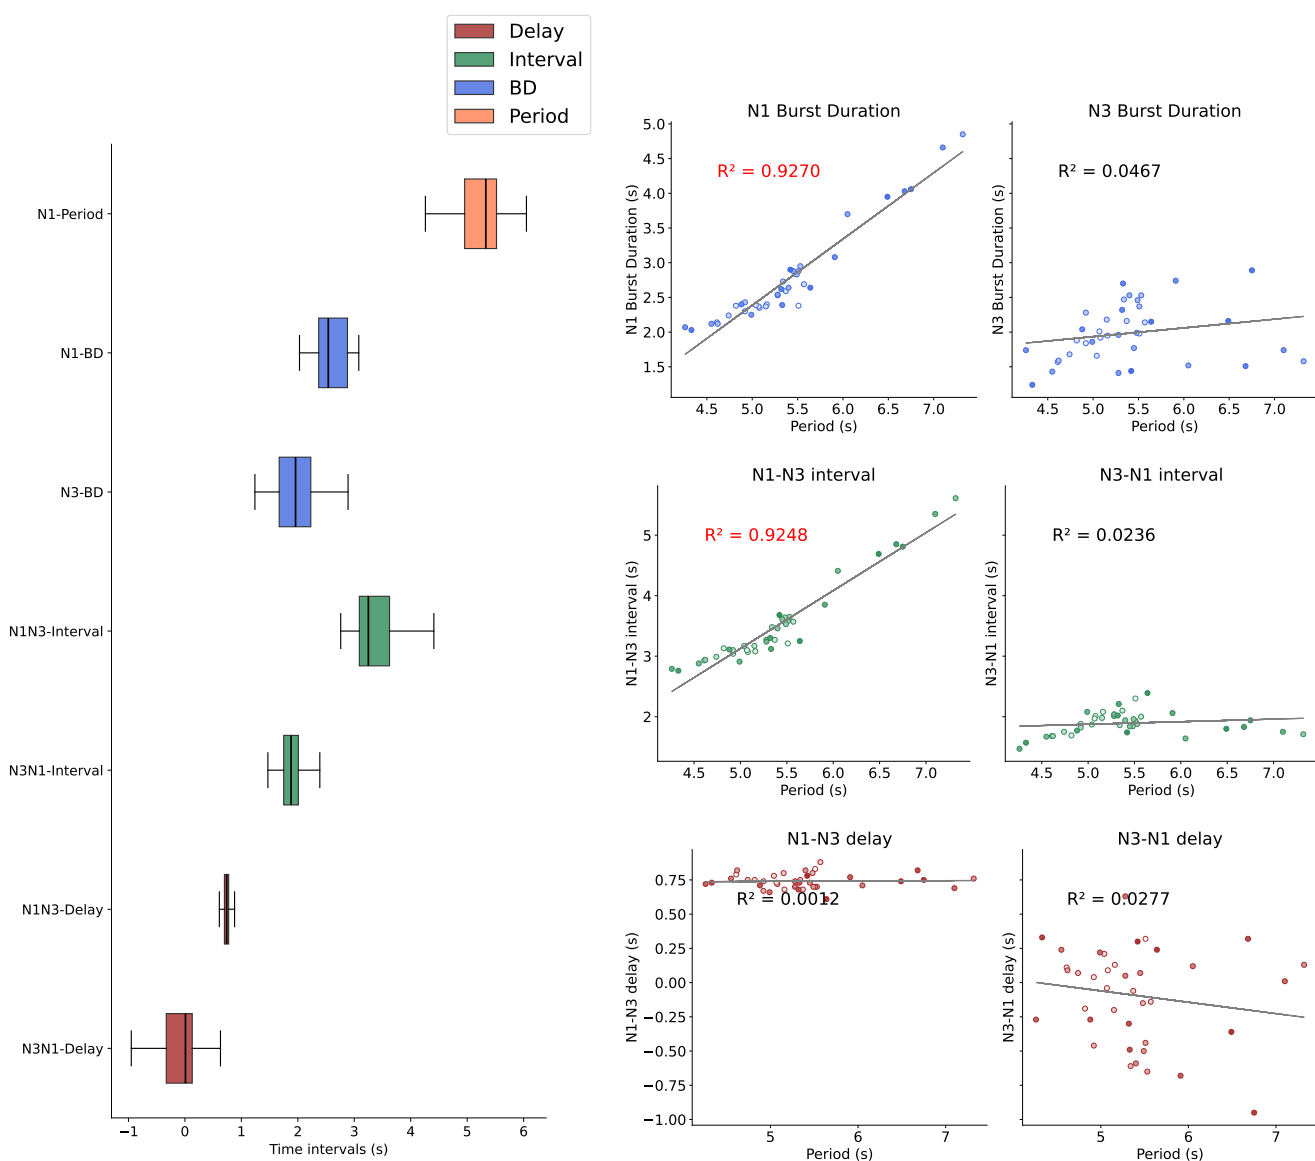 Delay
Interval
BD
Period
N1-Period
N1-BD
N3-BD
N1N3-Interval
N3N1-Interval
N1N3-Delay
N3N1-Delay
−1 0 1 2 3 4 5 6
Time intervals (s)
N1 Burst Duration
R² = 0.9270
N1 Burst Duration (s)
5.0
4.5
4.0
3.5
3.0
2.5
2.0
1.5
4.5 5.0 5.5 6.0 6.5 7.0
Period (s)
N3 Burst Duration
R² = 0.0467
N3 Burst Duration (s)
4.5 5.0 5.5 6.0 6.5 7.0
Period (s)
N1-N3 interval
R² = 0.9248
N1-N3 interval (s)
5
4
3
2
4.5 5.0 5.5 6.0 6.5 7.0
Period (s)
N3-N1 interval
R² = 0.0236
N3-N1 interval (s)
4.5 5.0 5.5 6.0 6.5 7.0
Period (s)
N1-N3 delay
R² = 0.0012
N1-N3 delay (s)
0.75
0.50
0.25
0.00
−0.25
−0.50
−0.75
−1.00
5 6 7
Period (s)
N3-N1 delay
R² = 0.0277
N3-N1 delay (s)
5 6 7
Period (s)